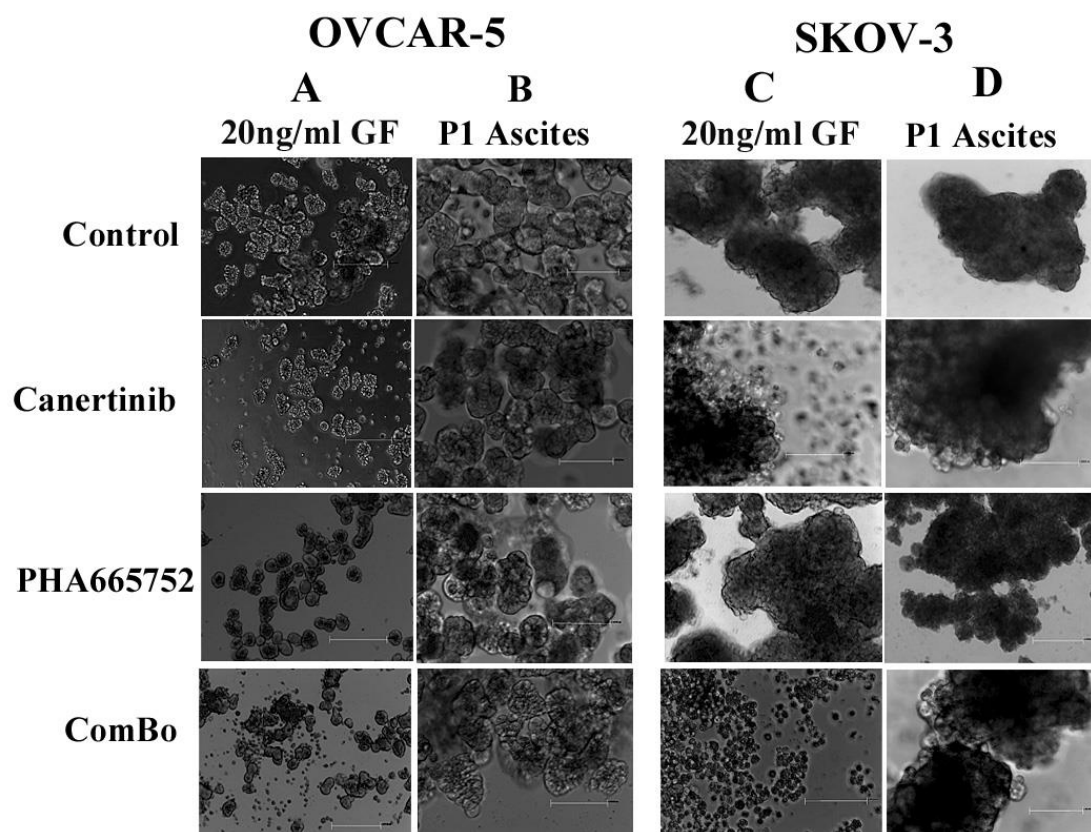 OVCAR-5 SKOV-3
A B C D
20ng/ml GF P1 Ascites 20ng/ml GF P1 Ascites
Control
Canertinib
PHA665752
ComBo